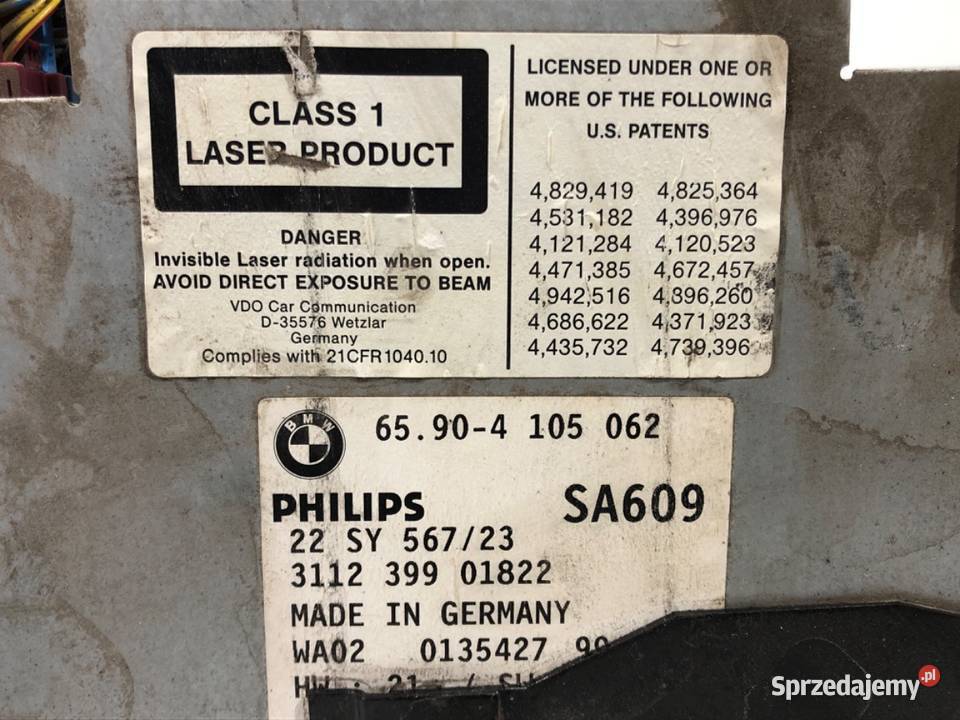 CLASS 1
LASER PRODUCT
DANGER
Invisible Laser radiation when open.
AVOID DIRECT EXPOSURE TO BEAM
VDO Car Communication
D-35576 Wetzlar
Germany
Complies with 21CFR1040.10
LICENSED UNDER ONE OR
MORE OF THE FOLLOWING
U.S. PATENTS
4,829,419 4,825,364
4,531,182 4,396,976
4,121,284 4,120,523
4,471,385 4,672,457
4,942,516 4,896,260
4,686,622 4,371,923
4,435,732 4,739,396
BMW
65.90-4 105 062
PHILIPS SA609
22 SY 567/23
3112 399 01822
MADE IN GERMANY
WA02 0135427
Sprzedajemy.pl